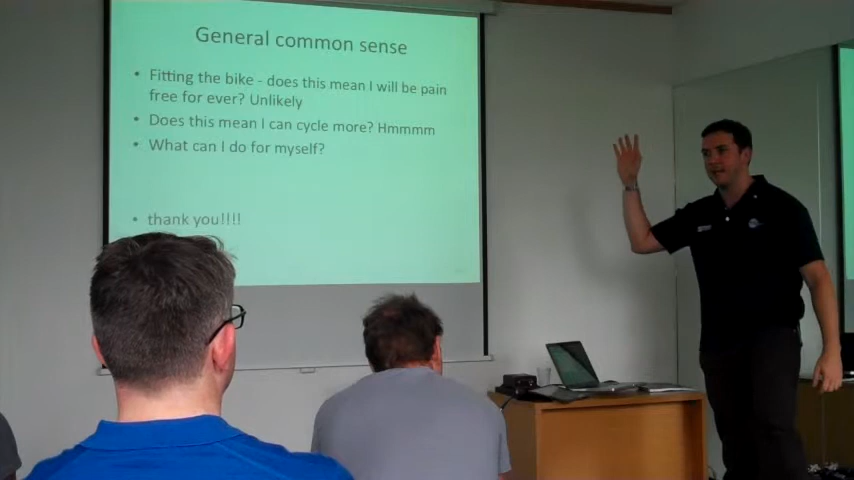 General common sense
• Fitting the bike - does this mean I will be pain
free for ever? Unlikely
• Does this mean I can cycle more? Hmmmm
• What can I do for myself?
• thank you!!!!